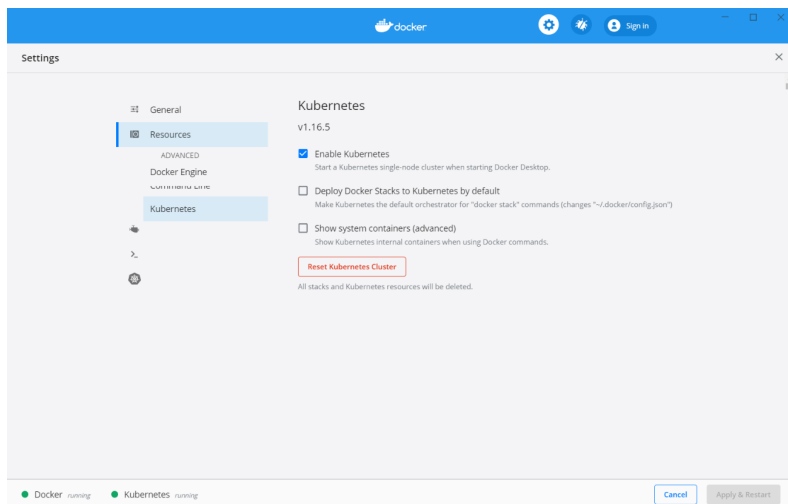 docker
Sign in
Settings
General
Resources
ADVANCED
Docker Engine
Command Line
Kubernetes
Kubernetes
v1.16.5
Enable Kubernetes
Start a Kubernetes single-node cluster when starting Docker Desktop.
Deploy Docker Stacks to Kubernetes by default
Make Kubernetes the default orchestrator for "docker stack" commands (changes "~/.docker/config.json")
Show system containers (advanced)
Show Kubernetes internal containers when using Docker commands.
Reset Kubernetes Cluster
All stacks and Kubernetes resources will be deleted.
Docker running
Kubernetes running
Cancel
Apply & Restart